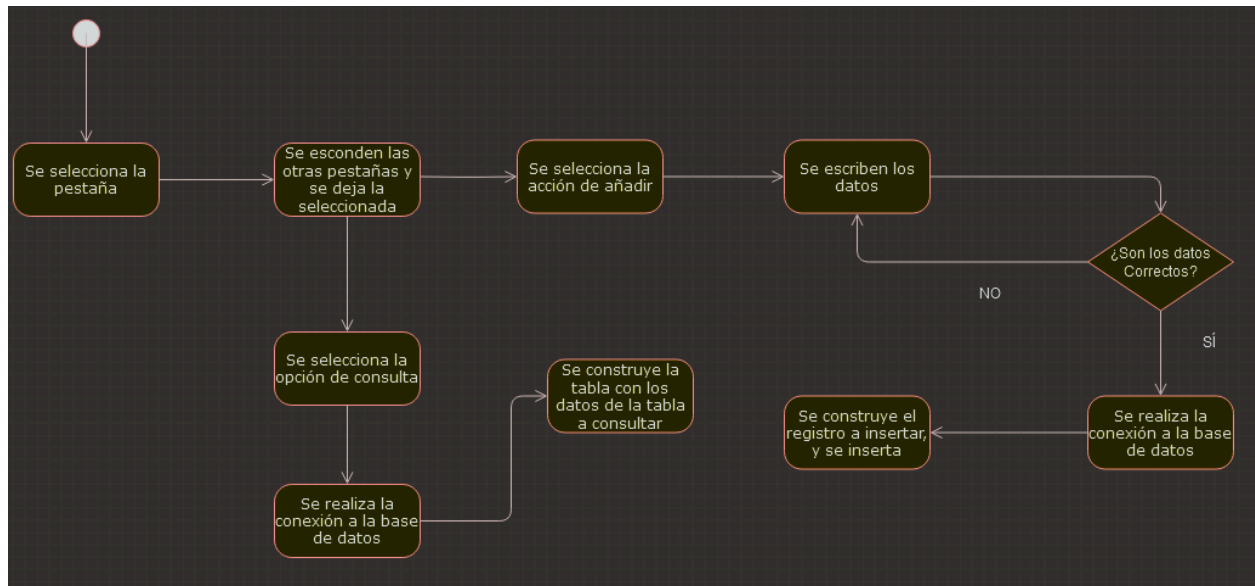 Se selecciona la
pestaña
Se esconden las
otras pestañas y
se deja la
seleccionada
Se selecciona la
acción de añadir
Se escriben los
datos
¿Son los datos
Correctos?
NO
SÍ
Se selecciona la
opción de consulta
Se construye la
tabla con los
datos de la tabla
a consultar
Se construye el
registro a insertar,
y se inserta
Se realiza la
conexión a la base
de datos
Se realiza la
conexión a la base
de datos